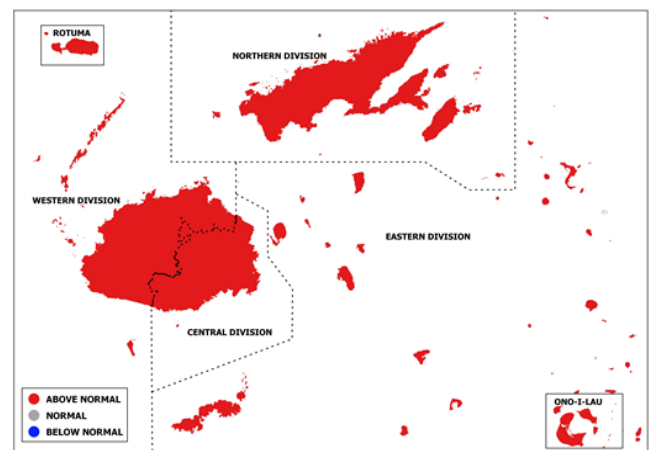 ROTUMA
NORTHERN DIVISION
WESTERN DIVISION
EASTERN DIVISION
CENTRAL DIVISION
ABOVE NORMAL
NORMAL
BELOW NORMAL
ONO-I-LAU